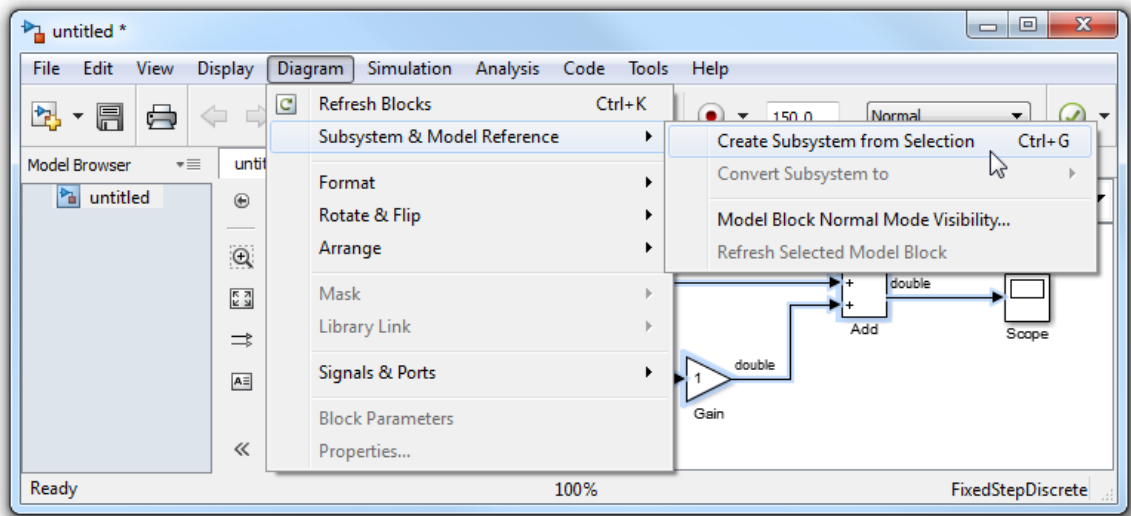 untitled *
File Edit View Display Diagram Simulation Analysis Code Tools Help
Refresh Blocks Ctrl+K
150.0 Normal
Subsystem & Model Reference
Create Subsystem from Selection Ctrl+G
Model Browser
Convert Subsystem to
Format
untitled
Rotate & Flip
Model Block Normal Mode Visibility...
Arrange
Refresh Selected Model Block
Mask
+ double
+
Library Link
Add
Scope
Signals & Ports
double
1
Gain
Block Parameters
Properties...
Ready 100% FixedStepDiscrete